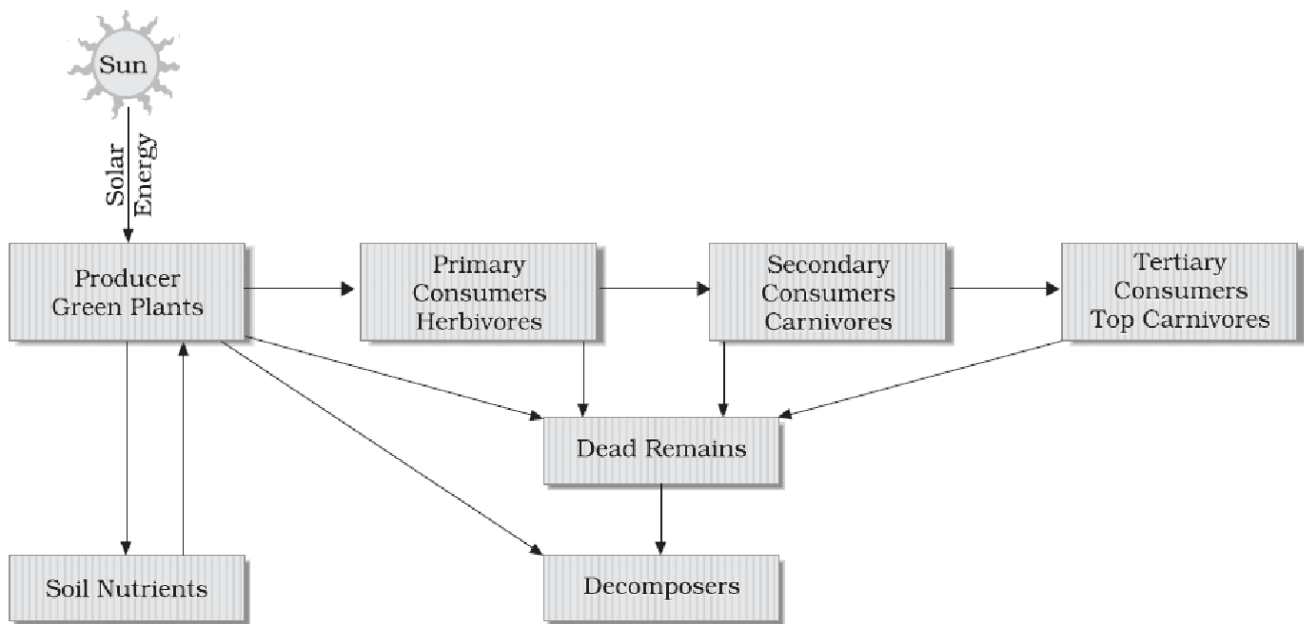 Sun
Solar
Energy
Producer
Green Plants
Primary
Consumers
Herbivores
Secondary
Consumers
Carnivores
Tertiary
Consumers
Top Carnivores
Dead Remains
Soil Nutrients
Decomposers